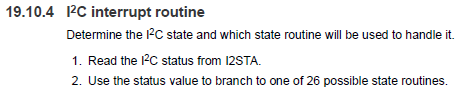 19.10.4 I²C interrupt routine
Determine the I²C state and which state routine will be used to handle it.
1. Read the I²C status from I2STA.
2. Use the status value to branch to one of 26 possible state routines.